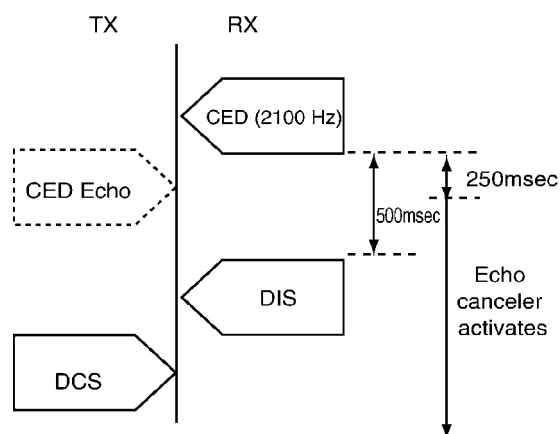 TX
RX
CED (2100 Hz)
CED Echo
250msec
500msec
DIS
Echo
canceler
activates
DCS